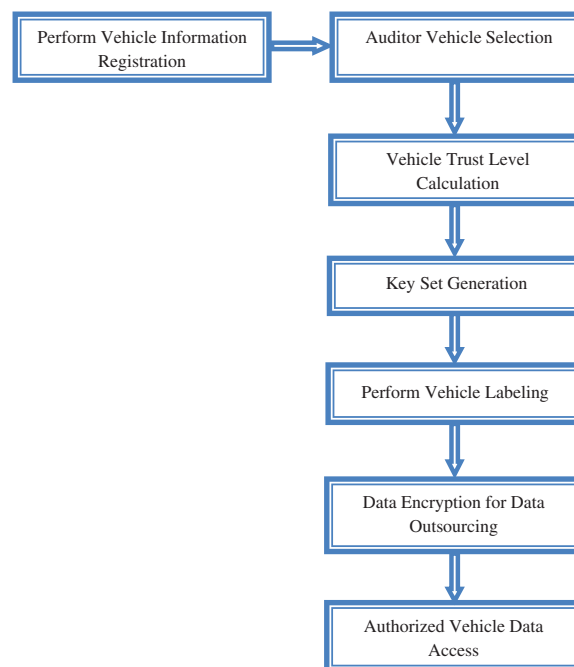 Perform Vehicle Information
Registration
Auditor Vehicle Selection
Vehicle Trust Level
Calculation
Key Set Generation
Perform Vehicle Labeling
Data Encryption for Data
Outsourcing
Authorized Vehicle Data
Access